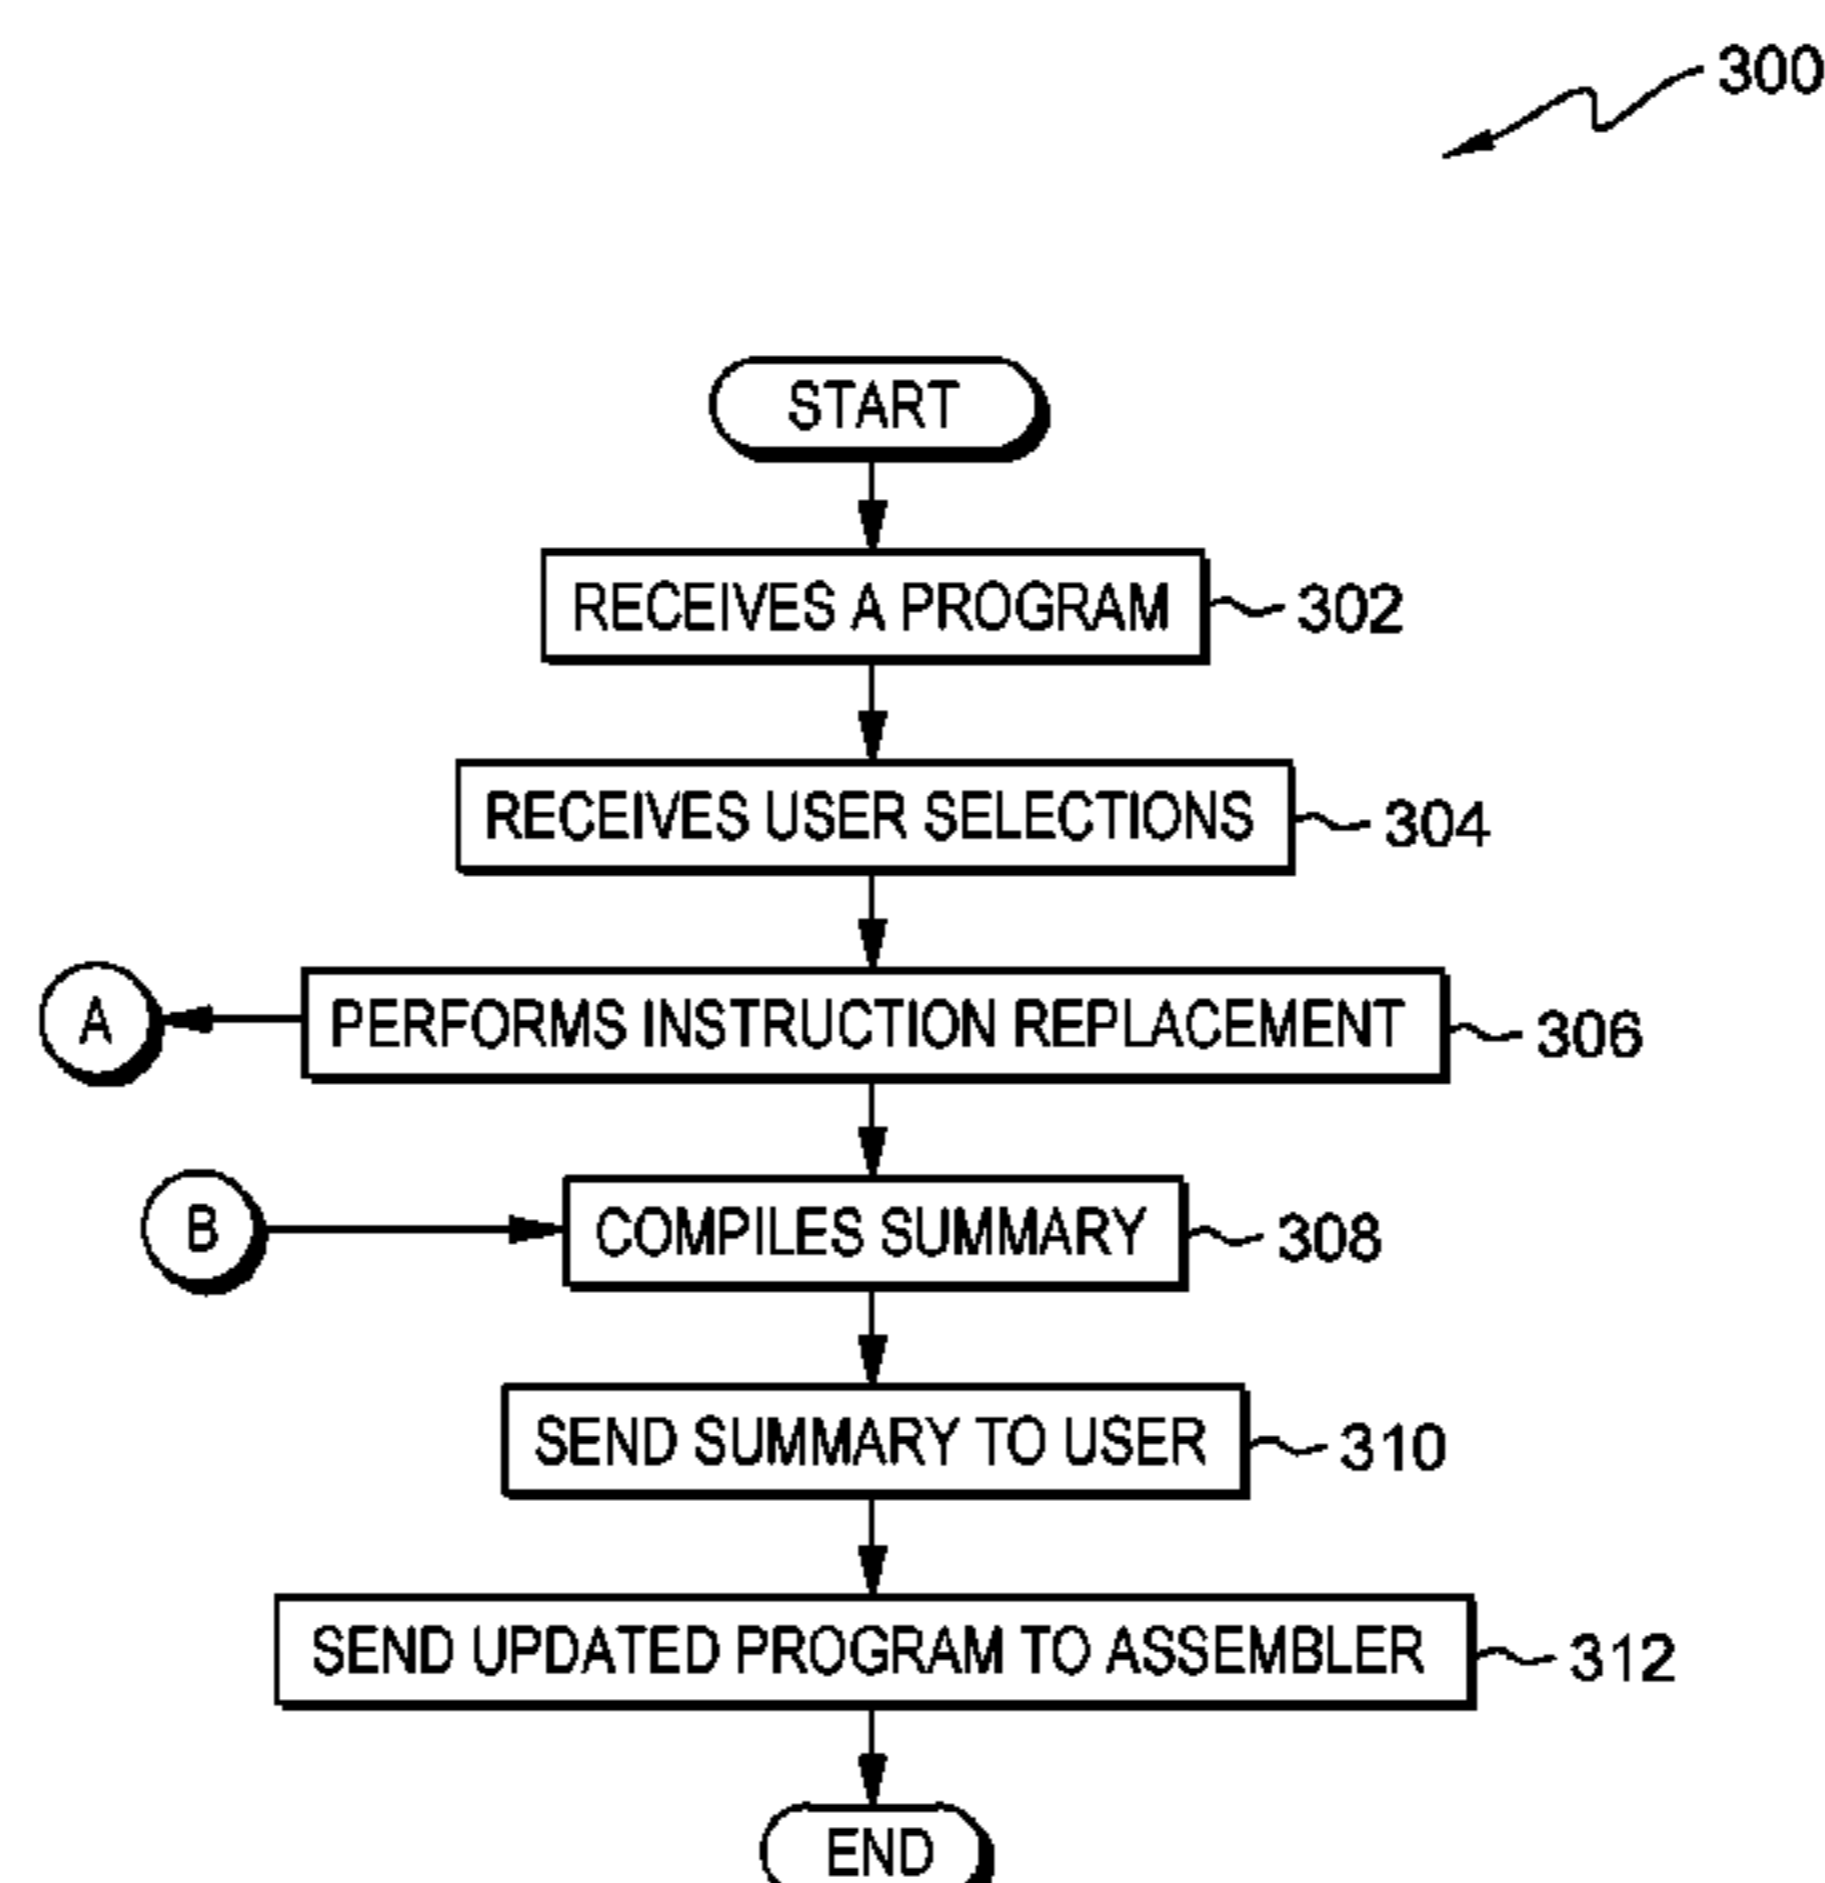 300
START
RECEIVES A PROGRAM
302
RECEIVES USER SELECTIONS
304
A
PERFORMS INSTRUCTION REPLACEMENT
306
B
COMPILES SUMMARY
308
SEND SUMMARY TO USER
310
SEND UPDATED PROGRAM TO ASSEMBLER
312
END